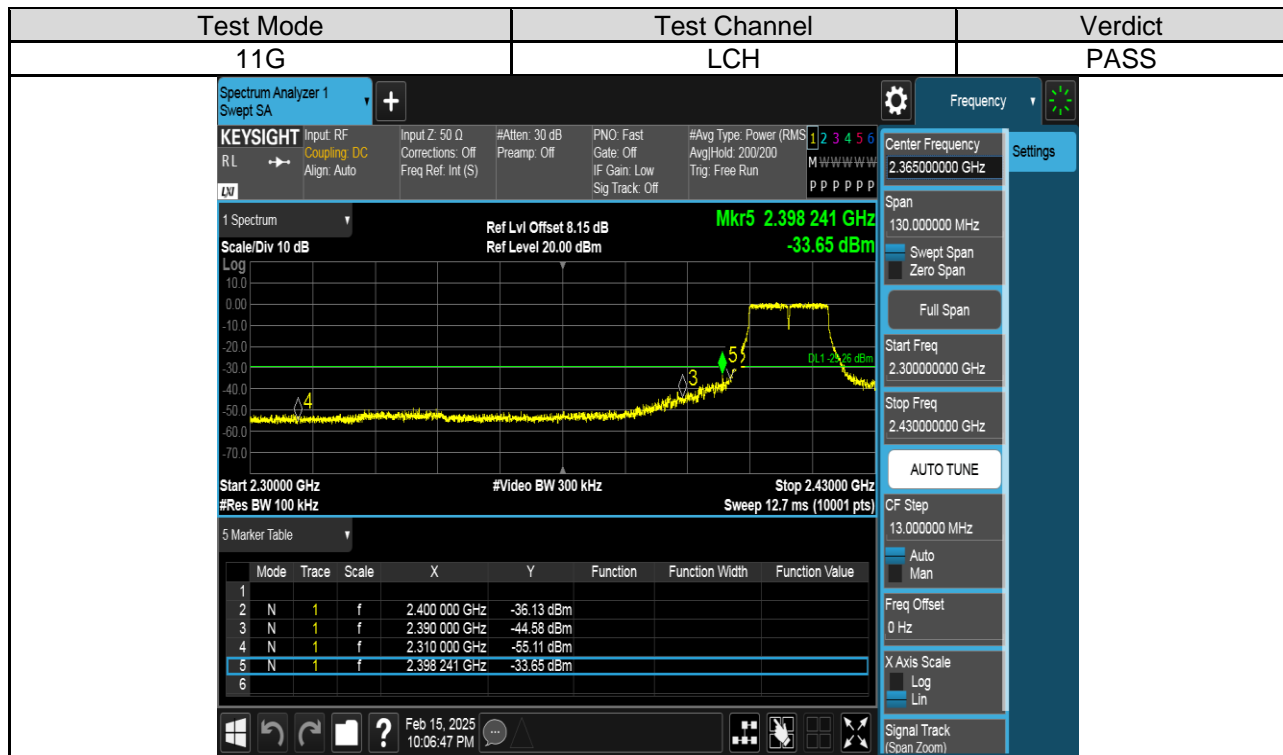 Test Mode Test Channel Verdict
11G LCH PASS
Spectrum Analyzer 1
Swept SA
+
Frequency
KEYSIGHT Input: RF Input Z: 50 Ω #Atten: 30 dB PNO: Fast #Avg Type: Power (RMS 1 2 3 4 5 6
RL Coupling: DC Corrections: Off Preamp: Off Gate: Off Avg|Hold: 200/200 M W W W W W
Align: Auto Freq Ref: Int (S) IF Gain: Low Trig: Free Run
LXI Sig Track: Off P P P P P P
Center Frequency
2.365000000 GHz
Settings
1 Spectrum
Ref Lvl Offset 8.15 dB Mkr5 2.398 241 GHz
Scale/Div 10 dB Ref Level 20.00 dBm -33.65 dBm
Span
130.000000 MHz
Swept Span
Zero Span
Full Span
Start Freq
2.300000000 GHz
Stop Freq
2.430000000 GHz
AUTO TUNE
CF Step
13.000000 MHz
Auto
Man
Freq Offset
0 Hz
X Axis Scale
Log
Lin
Signal Track
(Span Zoom)
Log
10.0
0.00
-10.0
-20.0
-30.0
-40.0
-50.0
-60.0
-70.0
5
3
4
Start 2.30000 GHz #Video BW 300 kHz Stop 2.43000 GHz
#Res BW 100 kHz Sweep 12.7 ms (10001 pts)
5 Marker Table
Mode Trace Scale X Y Function Function Width Function Value
1
2 N 1 f 2.400 000 GHz -36.13 dBm
3 N 1 f 2.390 000 GHz -44.58 dBm
4 N 1 f 2.310 000 GHz -55.11 dBm
5 N 1 f 2.398 241 GHz -33.65 dBm
6
? Feb 15, 2025
10:06:47 PM